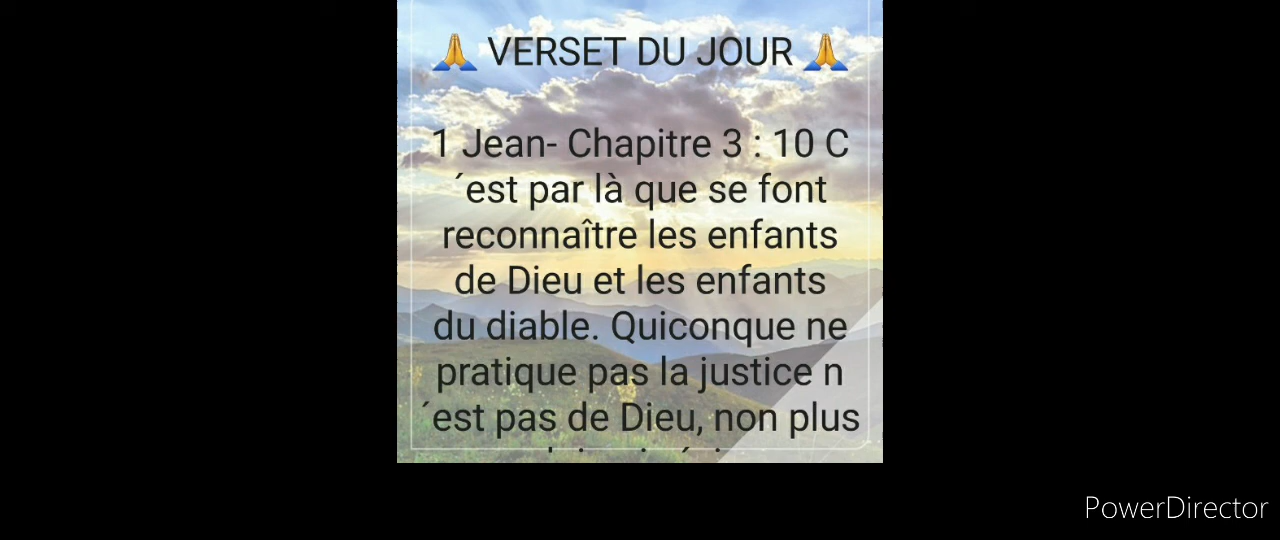 🙏 VERSET DU JOUR 🙏
1 Jean- Chapitre 3 : 10 C
´est par là que se font
reconnaître les enfants
de Dieu et les enfants
du diable. Quiconque ne
pratique pas la justice n
´est pas de Dieu, non plus
PowerDirector